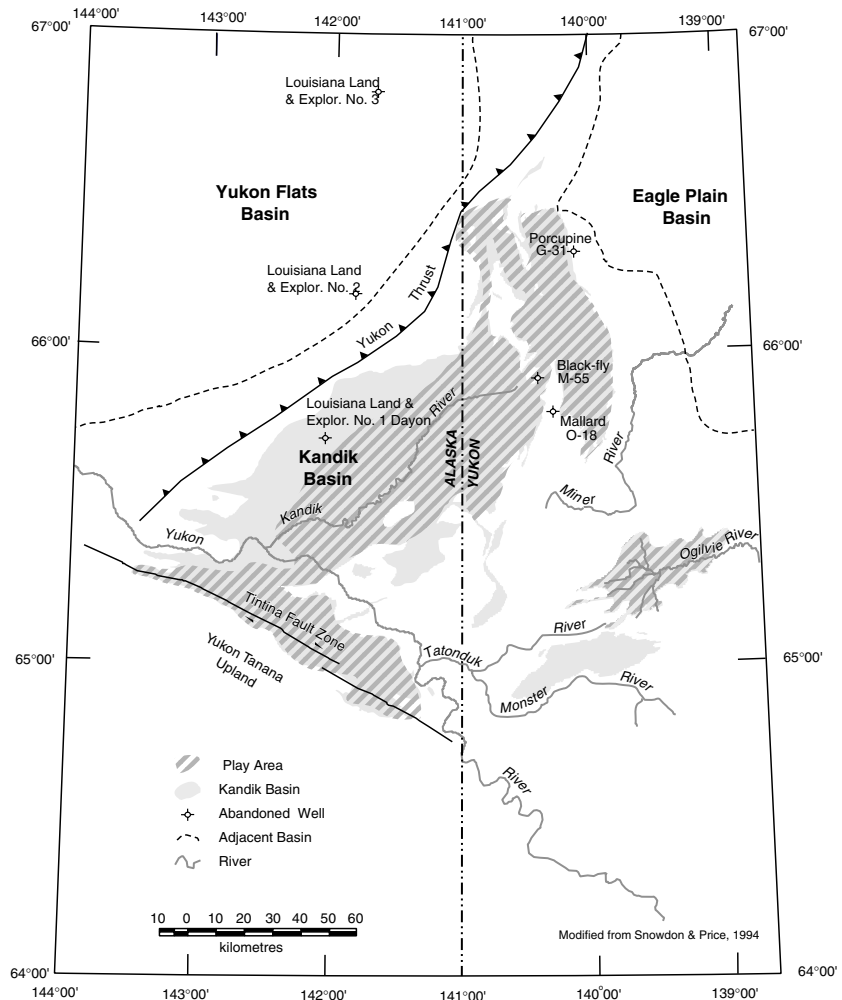 144°00'
143°00'
142°00'
141°00'
140°00'
139°00'
67°00'
67°00'
Louisiana Land
& Explor. No. 3
Yukon Flats
Basin
Eagle Plain
Basin
Porcupine
G-31
Louisiana Land
& Explor. No. 2
Thrust
Yukon
66°00'
66°00'
Black-fly
M-55
Louisiana Land &
Explor. No. 1 Dayon
River
Mallard
O-18
Kandik
Basin
ALASKA
YUKON
River
Miner
Kandik
Yukon
Ogilvie River
Tintina Fault Zone
River
Yukon Tanana
Upland
Tatonduk
65°00'
65°00'
River
Monster
River
Play Area
Kandik Basin
Abandoned Well
Adjacent Basin
River
10 0 10 20 30 40 50 60
kilometres
Modified from Snowdon & Price, 1994
64°00'
64°00'
144°00'
143°00'
142°00'
141°00'
140°00'
139°00'